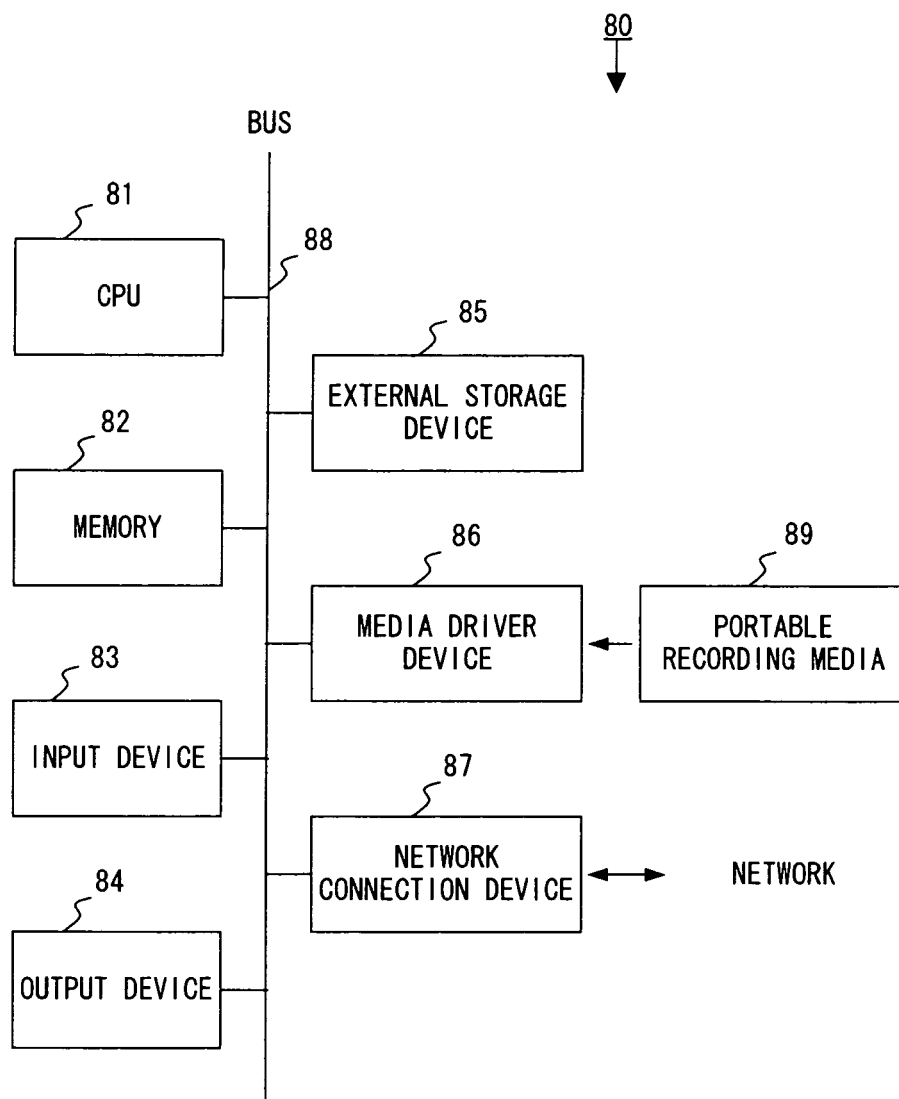 80
BUS
81
88
CPU
85
EXTERNAL STORAGE
DEVICE
82
MEMORY
86
89
MEDIA DRIVER
DEVICE
PORTABLE
RECORDING MEDIA
83
INPUT DEVICE
87
NETWORK
CONNECTION DEVICE
NETWORK
84
OUTPUT DEVICE